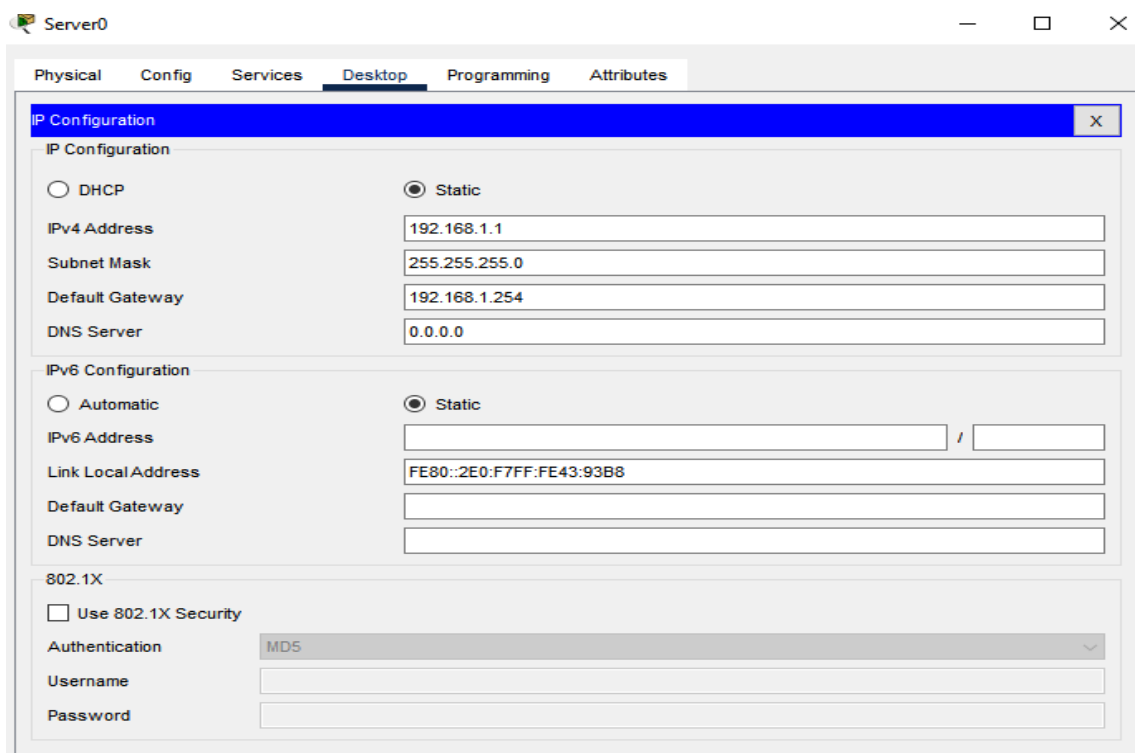 Server0
Physical Config Services Desktop Programming Attributes
IP Configuration X
IP Configuration
DHCP Static
IPv4 Address 192.168.1.1
Subnet Mask 255.255.255.0
Default Gateway 192.168.1.254
DNS Server 0.0.0.0
IPv6 Configuration
Automatic Static
IPv6 Address /
Link Local Address FE80::2E0:F7FF:FE43:93B8
Default Gateway
DNS Server
802.1X
Use 802.1X Security
Authentication MD5
Username
Password